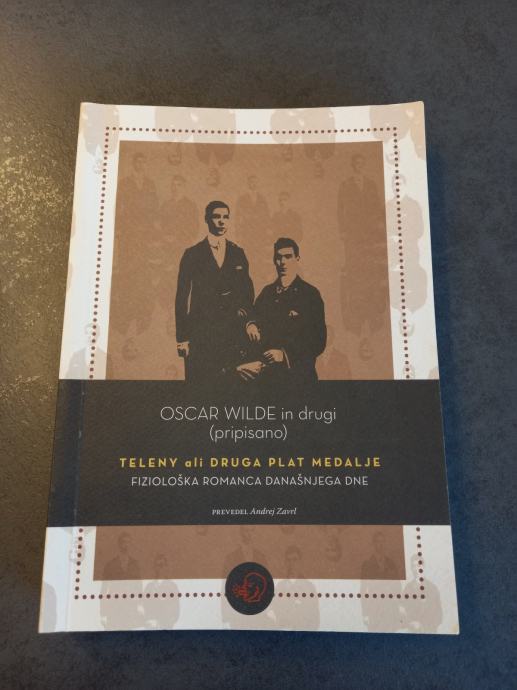 OSCAR WILDE in drugi
(pripisano)
TELENY ali DRUGA PLAT MEDALJE
FIZIOLOŠKA ROMANCA DANAŠNJEGA DNE
PREVEDEL Andrej Zavrl